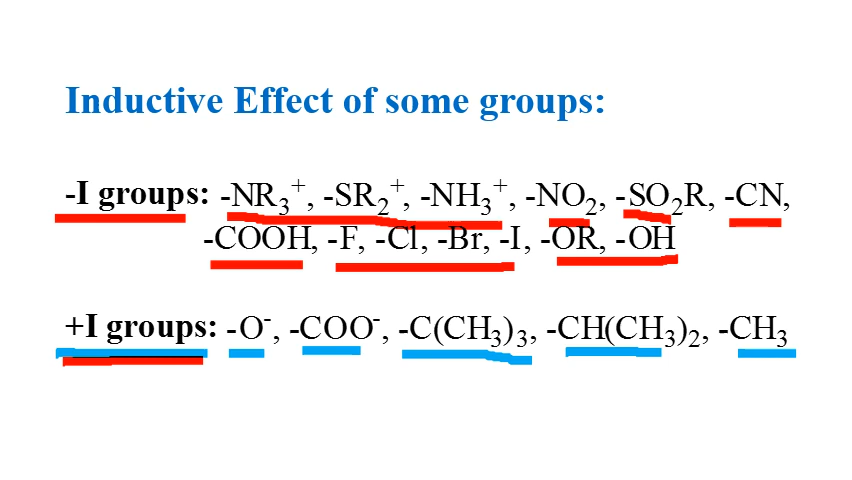 Inductive Effect of some groups:
-I groups: -NR₃⁺, -SR₂⁺, -NH₃⁺, -NO₂, -SO₂R, -CN,
-COOH, -F, -Cl, -Br, -I, -OR, -OH
+I groups: -O⁻, -COO⁻, -C(CH₃)₃, -CH(CH₃)₂, -CH₃